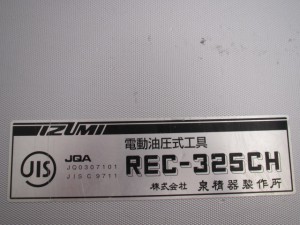 IZUMI
電動油圧式工具
JIS
JQA
JQ0307101
JIS C 9711
REC-325CH
株式会社 泉精器製作所